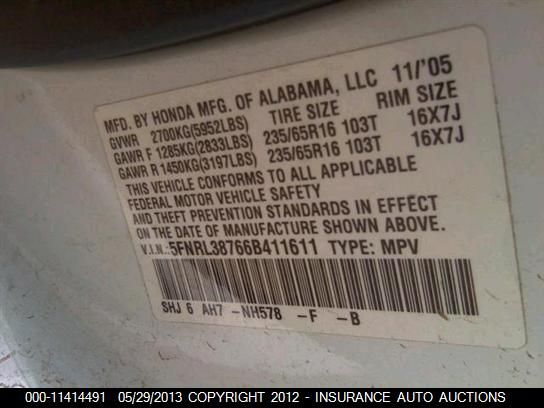 MFD. BY HONDA MFG. OF ALABAMA, LLC 11/'05
GVWR 2700KG(5952LBS) TIRE SIZE RIM SIZE
GAWR F 1285KG(2833LBS) 235/65R16 103T 16X7J
GAWR R 1450KG(3197LBS) 235/65R16 103T 16X7J
THIS VEHICLE CONFORMS TO ALL APPLICABLE
FEDERAL MOTOR VEHICLE SAFETY
AND THEFT PREVENTION STANDARDS IN EFFECT
ON THE DATE OF MANUFACTURE SHOWN ABOVE.
V.I.N.:5FNRL38766B411611 TYPE: MPV
SHJ 6 AH7 -NH578 -F -B
000-11414491 05/29/2013 COPYRIGHT 2012 - INSURANCE AUTO AUCTIONS